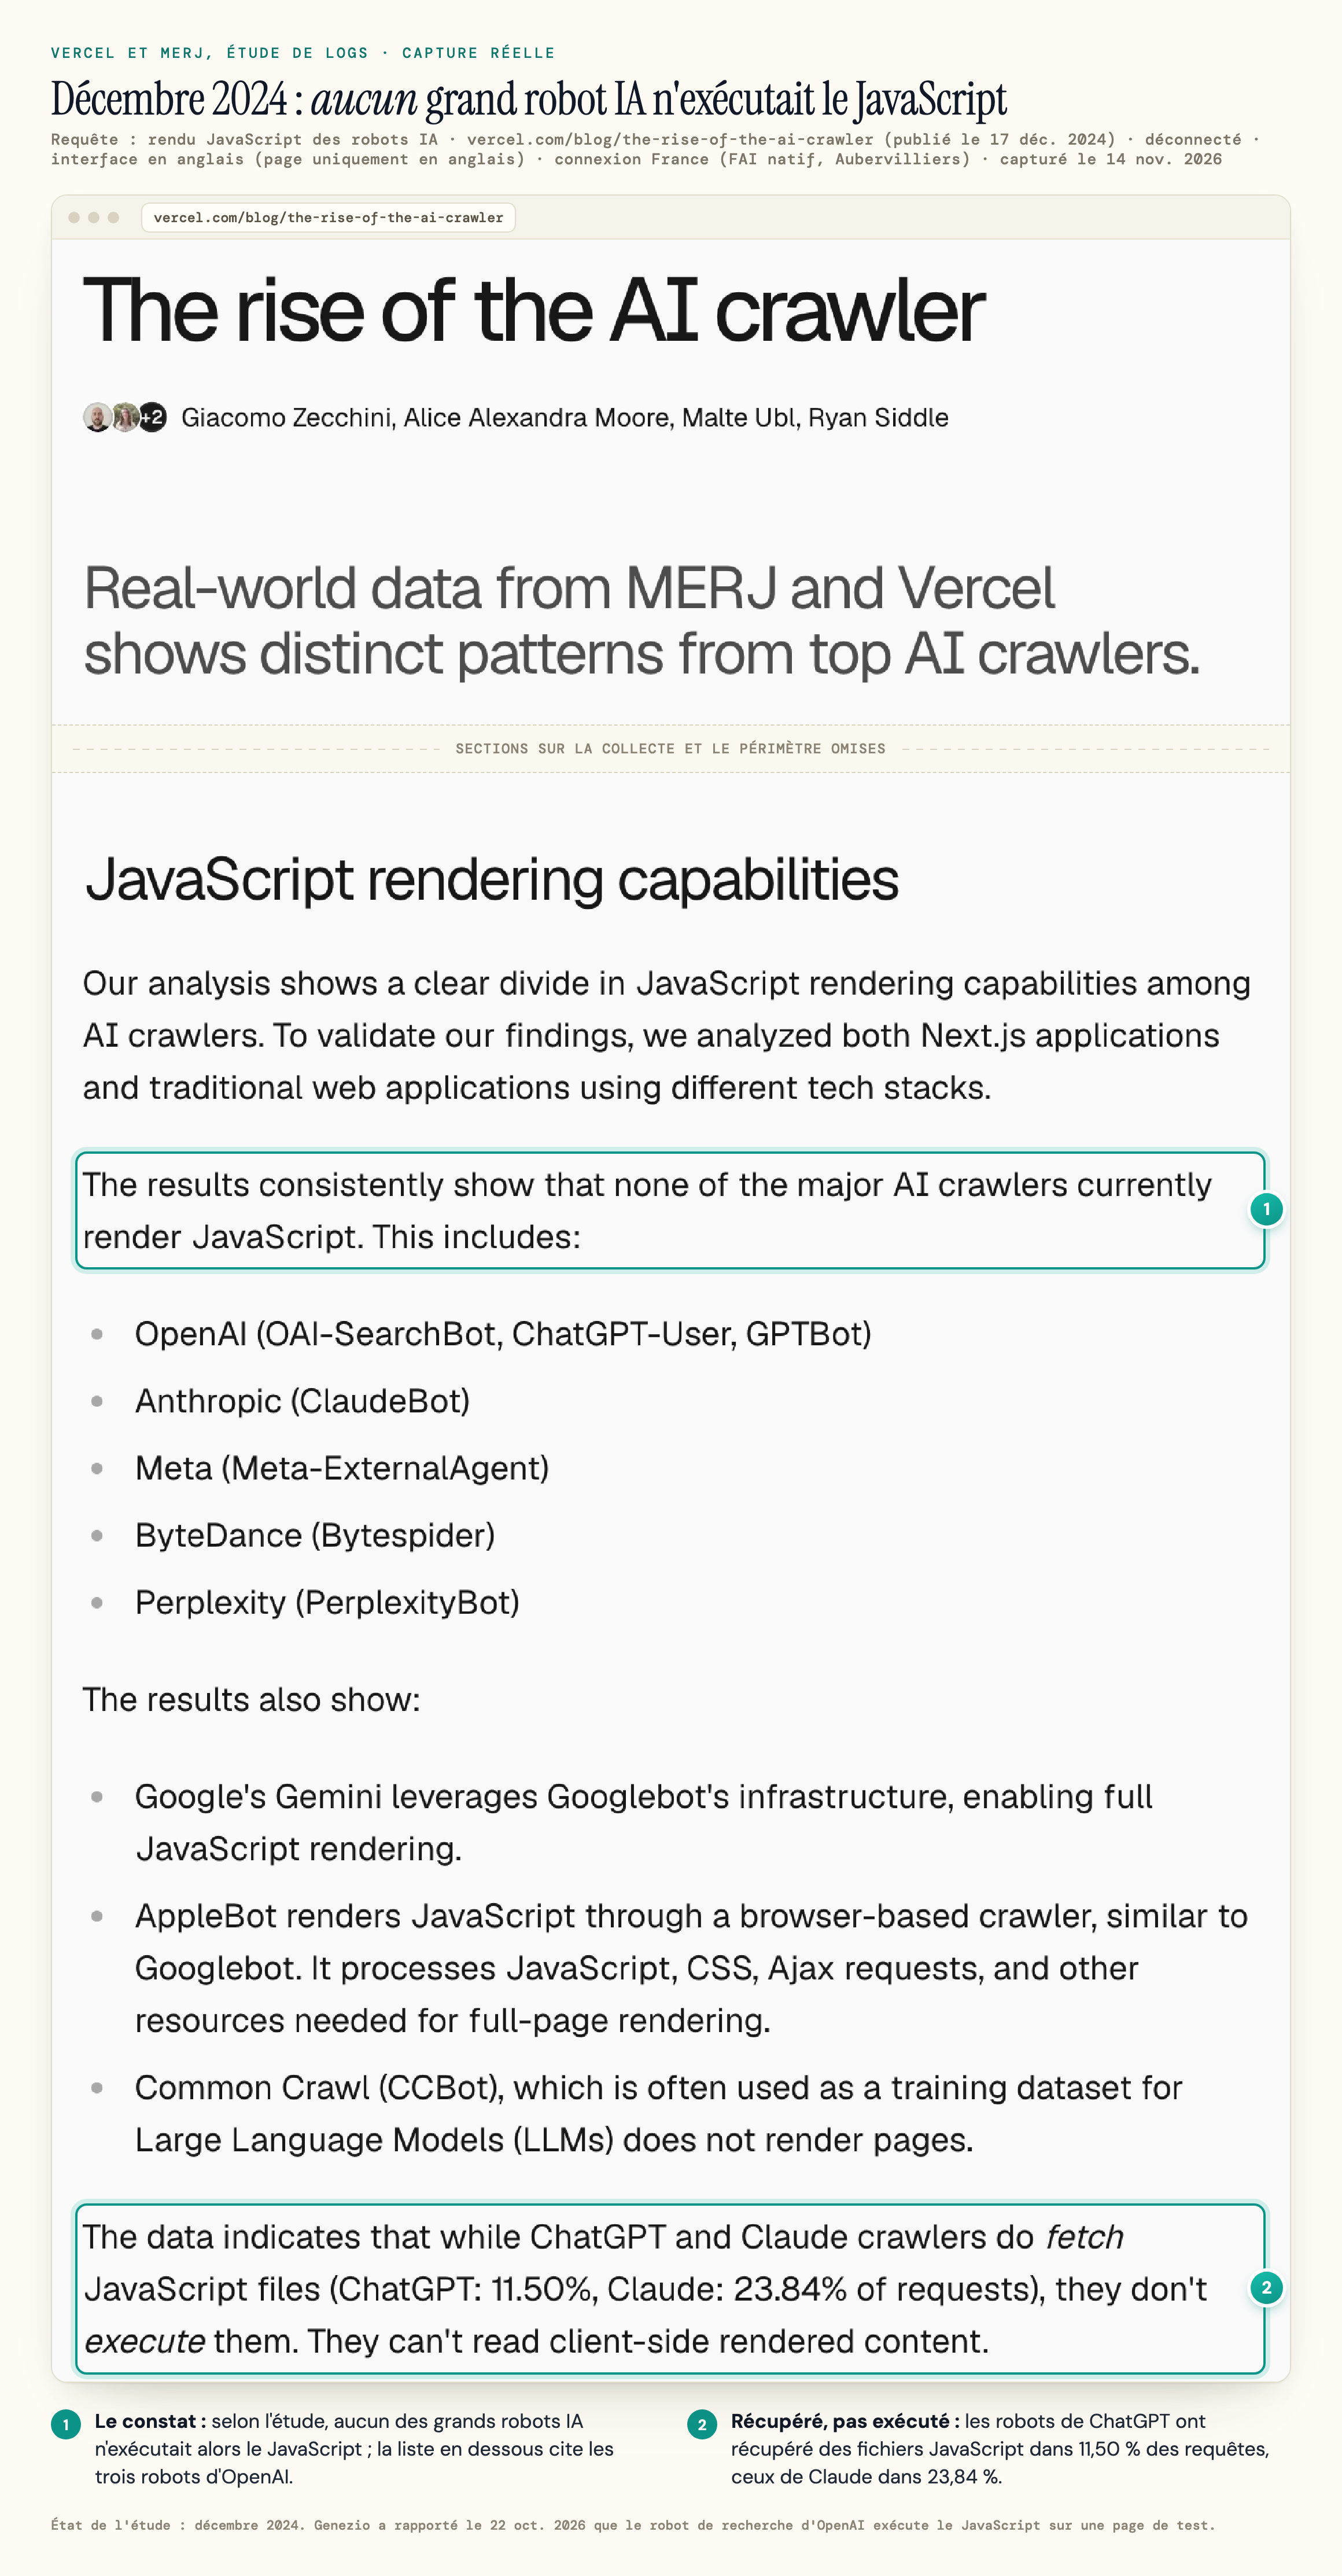 VERCEL ET MERJ, ÉTUDE DE LOGS · CAPTURE RÉELLE
Décembre 2024 : aucun grand robot IA n'exécutait le JavaScript
Requête : rendu JavaScript des robots IA · vercel.com/blog/the-rise-of-the-ai-crawler (publié le 17 déc. 2024) · déconnecté ·
interface en anglais (page uniquement en anglais) · connexion France (FAI natif, Aubervilliers) · capturé le 14 nov. 2026
vercel.com/blog/the-rise-of-the-ai-crawler
The rise of the AI crawler
+2 Giacomo Zecchini, Alice Alexandra Moore, Malte Ubl, Ryan Siddle
Real-world data from MERJ and Vercel
shows distinct patterns from top AI crawlers.
SECTIONS SUR LA COLLECTE ET LE PÉRIMÈTRE OMISES
JavaScript rendering capabilities
Our analysis shows a clear divide in JavaScript rendering capabilities among
AI crawlers. To validate our findings, we analyzed both Next.js applications
and traditional web applications using different tech stacks.
The results consistently show that none of the major AI crawlers currently
render JavaScript. This includes:
1
• OpenAI (OAI-SearchBot, ChatGPT-User, GPTBot)
• Anthropic (ClaudeBot)
• Meta (Meta-ExternalAgent)
• ByteDance (Bytespider)
• Perplexity (PerplexityBot)
The results also show:
• Google's Gemini leverages Googlebot's infrastructure, enabling full
JavaScript rendering.
• AppleBot renders JavaScript through a browser-based crawler, similar to
Googlebot. It processes JavaScript, CSS, Ajax requests, and other
resources needed for full-page rendering.
• Common Crawl (CCBot), which is often used as a training dataset for
Large Language Models (LLMs) does not render pages.
The data indicates that while ChatGPT and Claude crawlers do fetch
JavaScript files (ChatGPT: 11.50%, Claude: 23.84% of requests), they don't
execute them. They can't read client-side rendered content.
2
1 Le constat : selon l'étude, aucun des grands robots IA
n'exécutait alors le JavaScript ; la liste en dessous cite les
trois robots d'OpenAI.
2 Récupéré, pas exécuté : les robots de ChatGPT ont
récupéré des fichiers JavaScript dans 11,50 % des requêtes,
ceux de Claude dans 23,84 %.
État de l'étude : décembre 2024. Genezio a rapporté le 22 oct. 2026 que le robot de recherche d'OpenAI exécute le JavaScript sur une page de test.